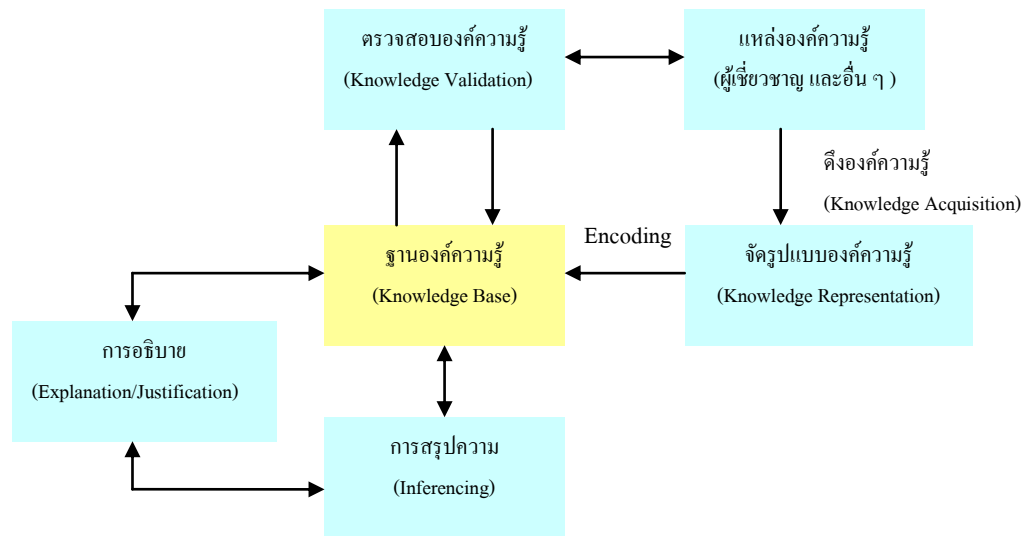 ตรวจสอบองค์ความรู้
(Knowledge Validation)
แหล่งองค์ความรู้
(ผู้เชี่ยวชาญ และอื่น ๆ )
ดึงองค์ความรู้
(Knowledge Acquisition)
Encoding
ฐานองค์ความรู้
(Knowledge Base)
จัดรูปแบบองค์ความรู้
(Knowledge Representation)
การอธิบาย
(Explanation/Justification)
การสรุปความ
(Inferencing)